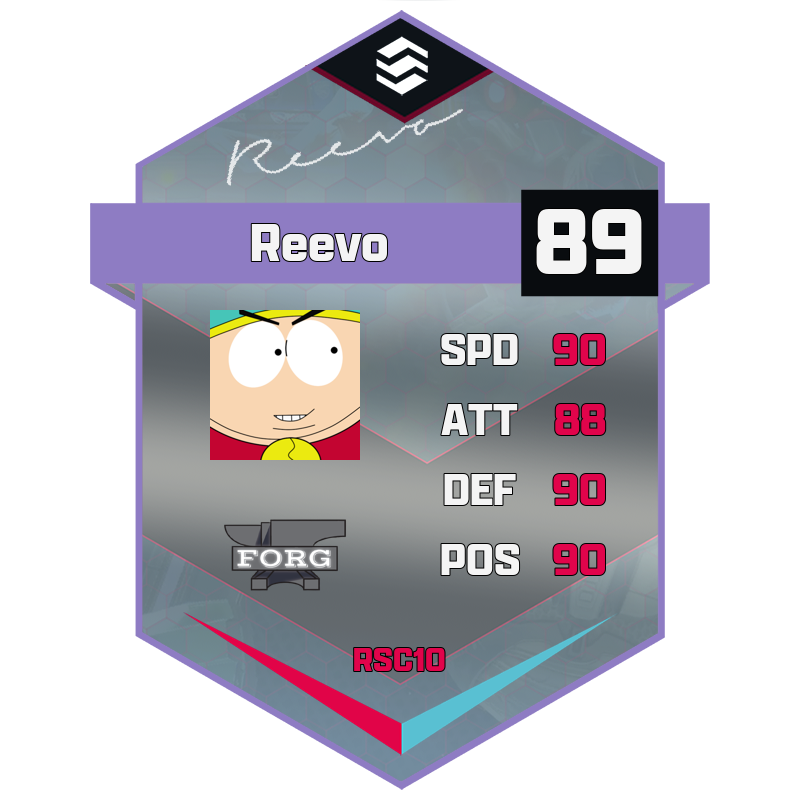 Reevo
Reevo 89
SPD 90
ATT 88
DEF 90
FORG
POS 90
RSC10